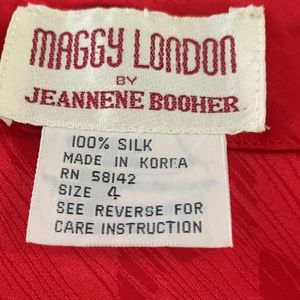 MAGGY LONDON
BY
JEANNENE BOOHER
100% SILK
MADE IN KOREA
RN 58142
SIZE 4
SEE REVERSE FOR
CARE INSTRUCTION